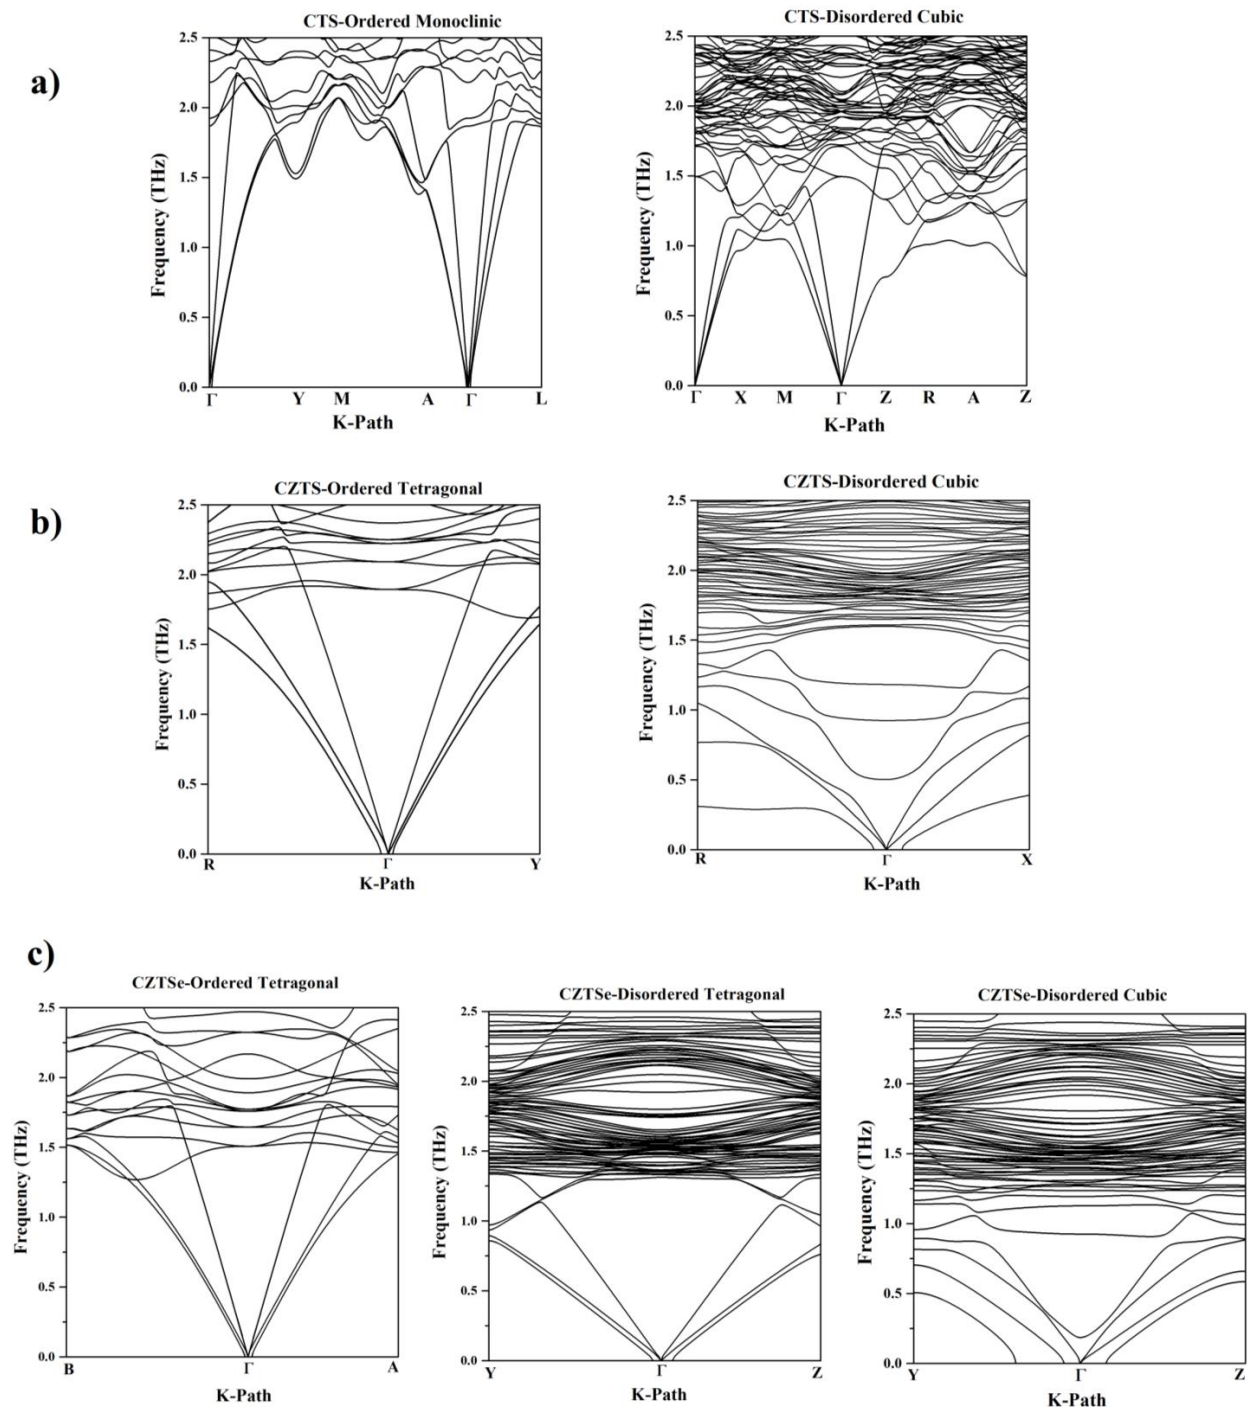 a)
CTS-Ordered Monoclinic
Frequency (THz)
2.5
2.0
1.5
1.0
0.5
0.0
Γ Y M A Γ L
K-Path
CTS-Disordered Cubic
Frequency (THz)
2.5
2.0
1.5
1.0
0.5
0.0
Γ X M Γ Z R A Z
K-Path
b)
CZTS-Ordered Tetragonal
Frequency (THz)
2.5
2.0
1.5
1.0
0.5
0.0
R Γ Y
K-Path
CZTS-Disordered Cubic
Frequency (THz)
2.5
2.0
1.5
1.0
0.5
0.0
R Γ X
K-Path
c)
CZTSe-Ordered Tetragonal
Frequency (THz)
2.5
2.0
1.5
1.0
0.5
0.0
B Γ A
K-Path
CZTSe-Disordered Tetragonal
Frequency (THz)
2.5
2.0
1.5
1.0
0.5
0.0
Y Γ Z
K-Path
CZTSe-Disordered Cubic
Frequency (THz)
2.5
2.0
1.5
1.0
0.5
0.0
Y Γ Z
K-Path